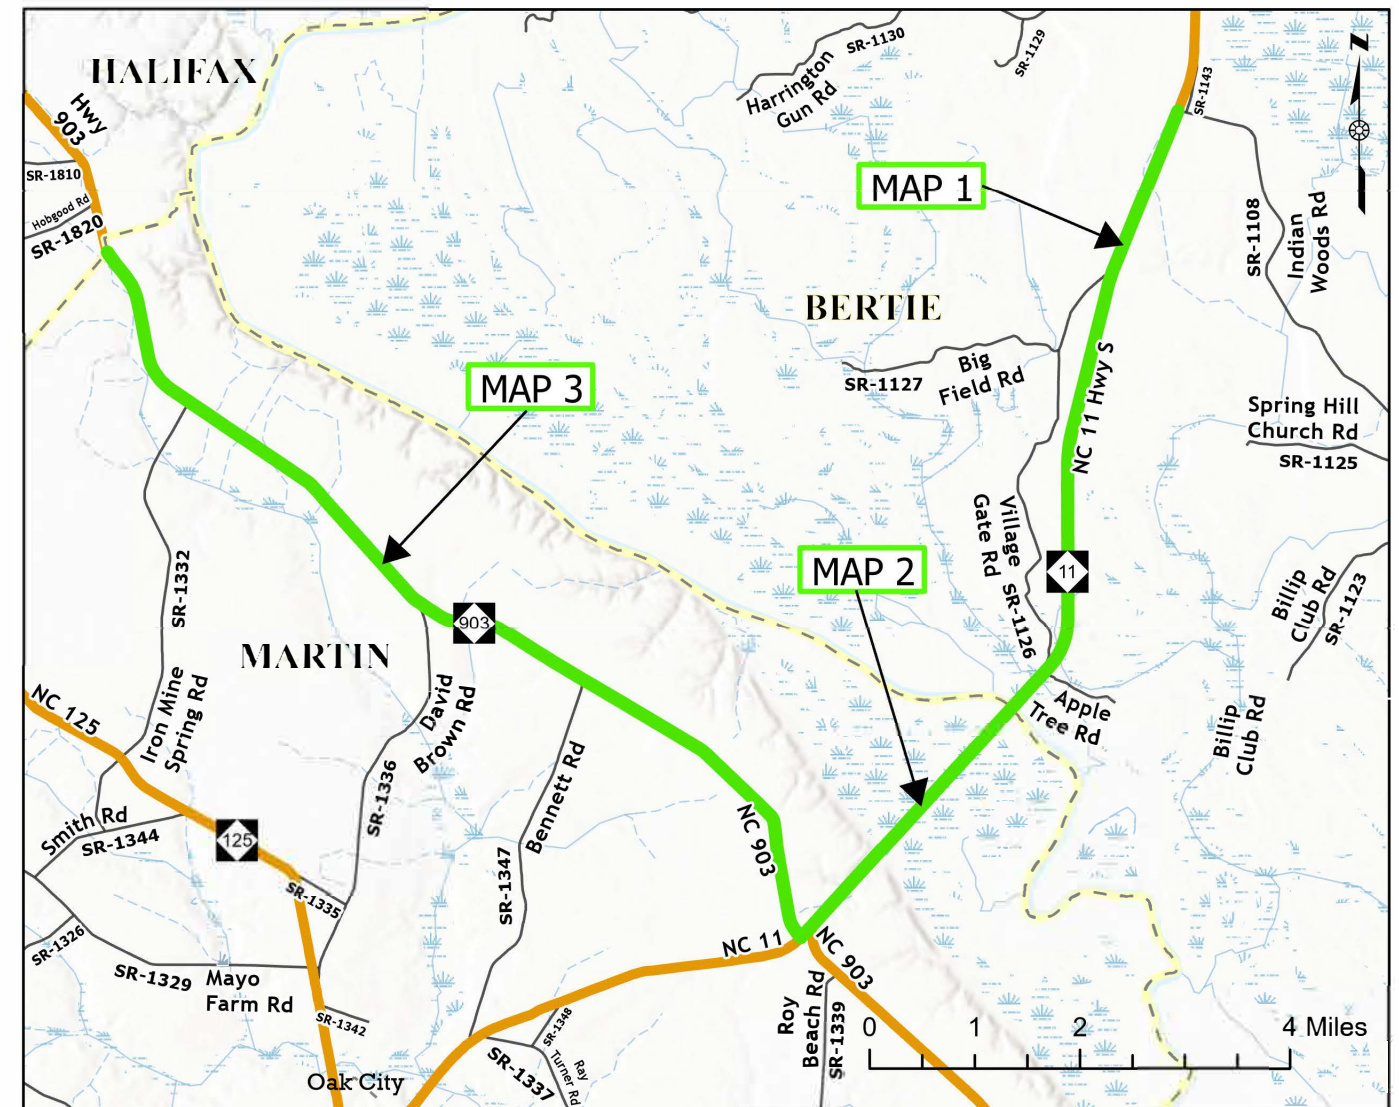 HALIFAX
Hwy
903
SR-1810
Hobgood Rd
SR-1820
SR-1130
Harrington
Gun Rd
SR-1129
SR-1143
N
MAP 1
SR-1108
Indian
Woods Rd
BERTIE
MAP 3
Big
Field Rd
SR-1127
NC 11 Hwy S
Spring Hill
Church Rd
SR-1125
Village
Gate Rd
SR-1126
11
MAP 2
Billip
Club Rd
SR-1123
SR-1332
903
MARTIN
Iron Mine
Spring Rd
David
Brown Rd
SR-1336
Apple
Tree Rd
Billip
Club Rd
NC 125
Bennett Rd
SR-1347
Smith Rd
SR-1344
125
NC 903
SR-1335
SR-1326
SR-1329
Mayo
Farm Rd
SR-1342
NC 11
NC 903
Roy
Beach Rd
SR-1339
SR-1348
SR-1337
Ray
Turner Rd
Oak City
0 1 2 4 Miles